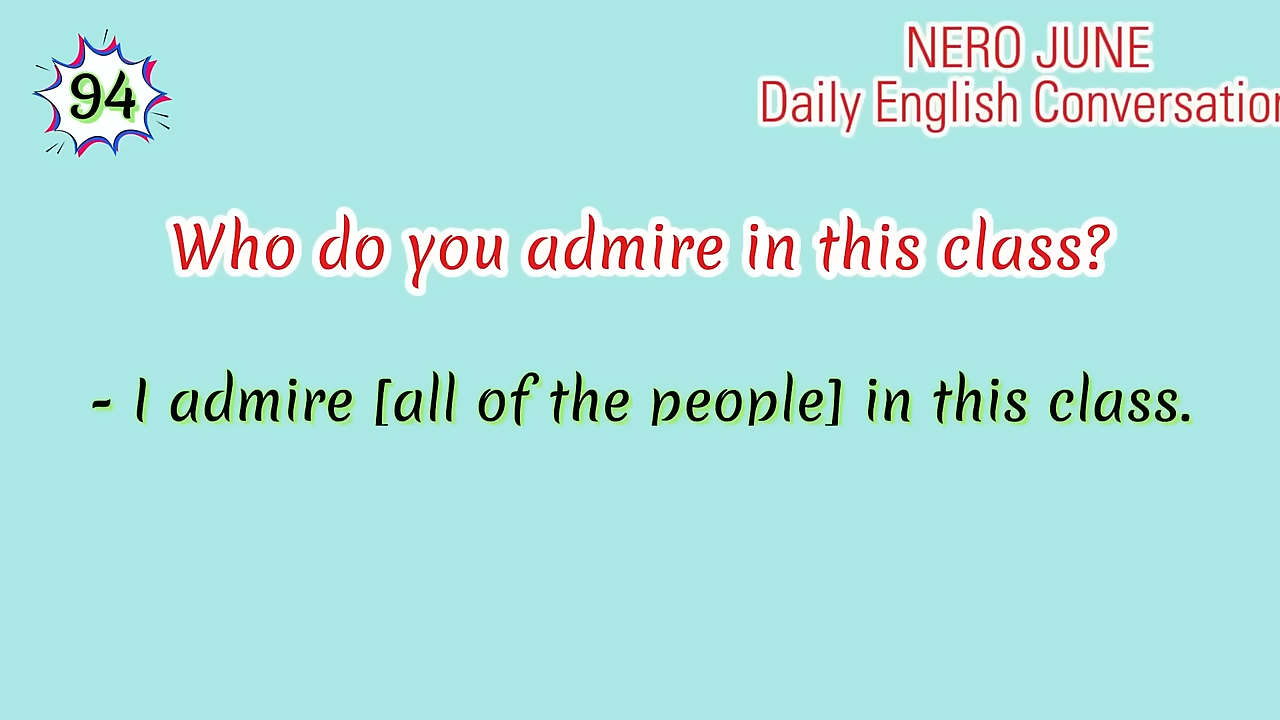 94
NERO JUNE
Daily English Conversation
Who do you admire in this class?
- I admire [all of the people] in this class.